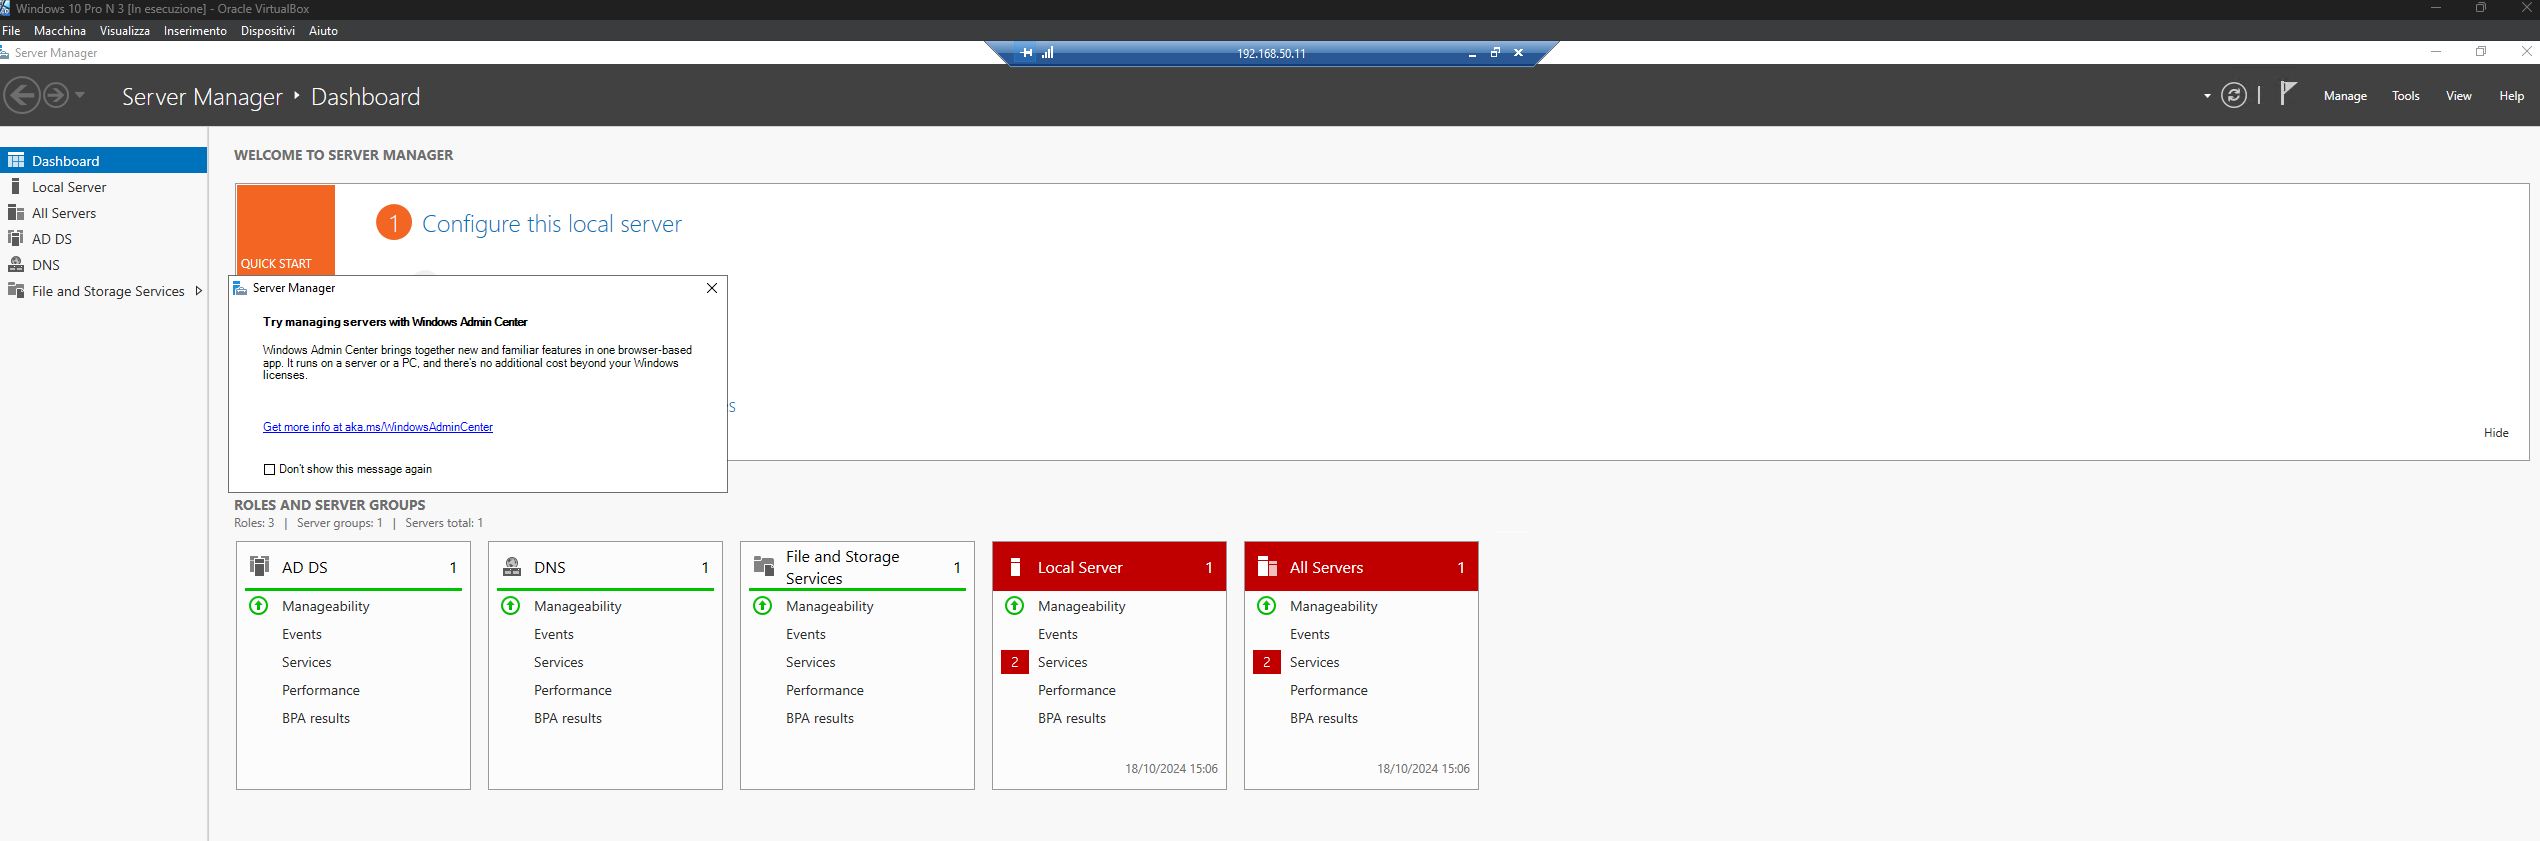 Windows 10 Pro N 3 [In esecuzione] - Oracle VirtualBox
File Macchina Visualizza Inserimento Dispositivi Aiuto
Server Manager
192.168.50.11
Server Manager Dashboard
Manage Tools View Help
Dashboard
Local Server
All Servers
AD DS
DNS
File and Storage Services
WELCOME TO SERVER MANAGER
QUICK START
1 Configure this local server
Server Manager
Try managing servers with Windows Admin Center
Windows Admin Center brings together new and familiar features in one browser-based
app. It runs on a server or a PC, and there's no additional cost beyond your Windows
licenses.
Get more info at aka.ms/WindowsAdminCenter
Don't show this message again
s
Hide
ROLES AND SERVER GROUPS
Roles: 3 | Server groups: 1 | Servers total: 1
AD DS 1
Manageability
Events
Services
Performance
BPA results
DNS 1
Manageability
Events
Services
Performance
BPA results
File and Storage
Services 1
Manageability
Events
Services
Performance
BPA results
Local Server 1
Manageability
Events
2 Services
Performance
BPA results
18/10/2024 15:06
All Servers 1
Manageability
Events
2 Services
Performance
BPA results
18/10/2024 15:06